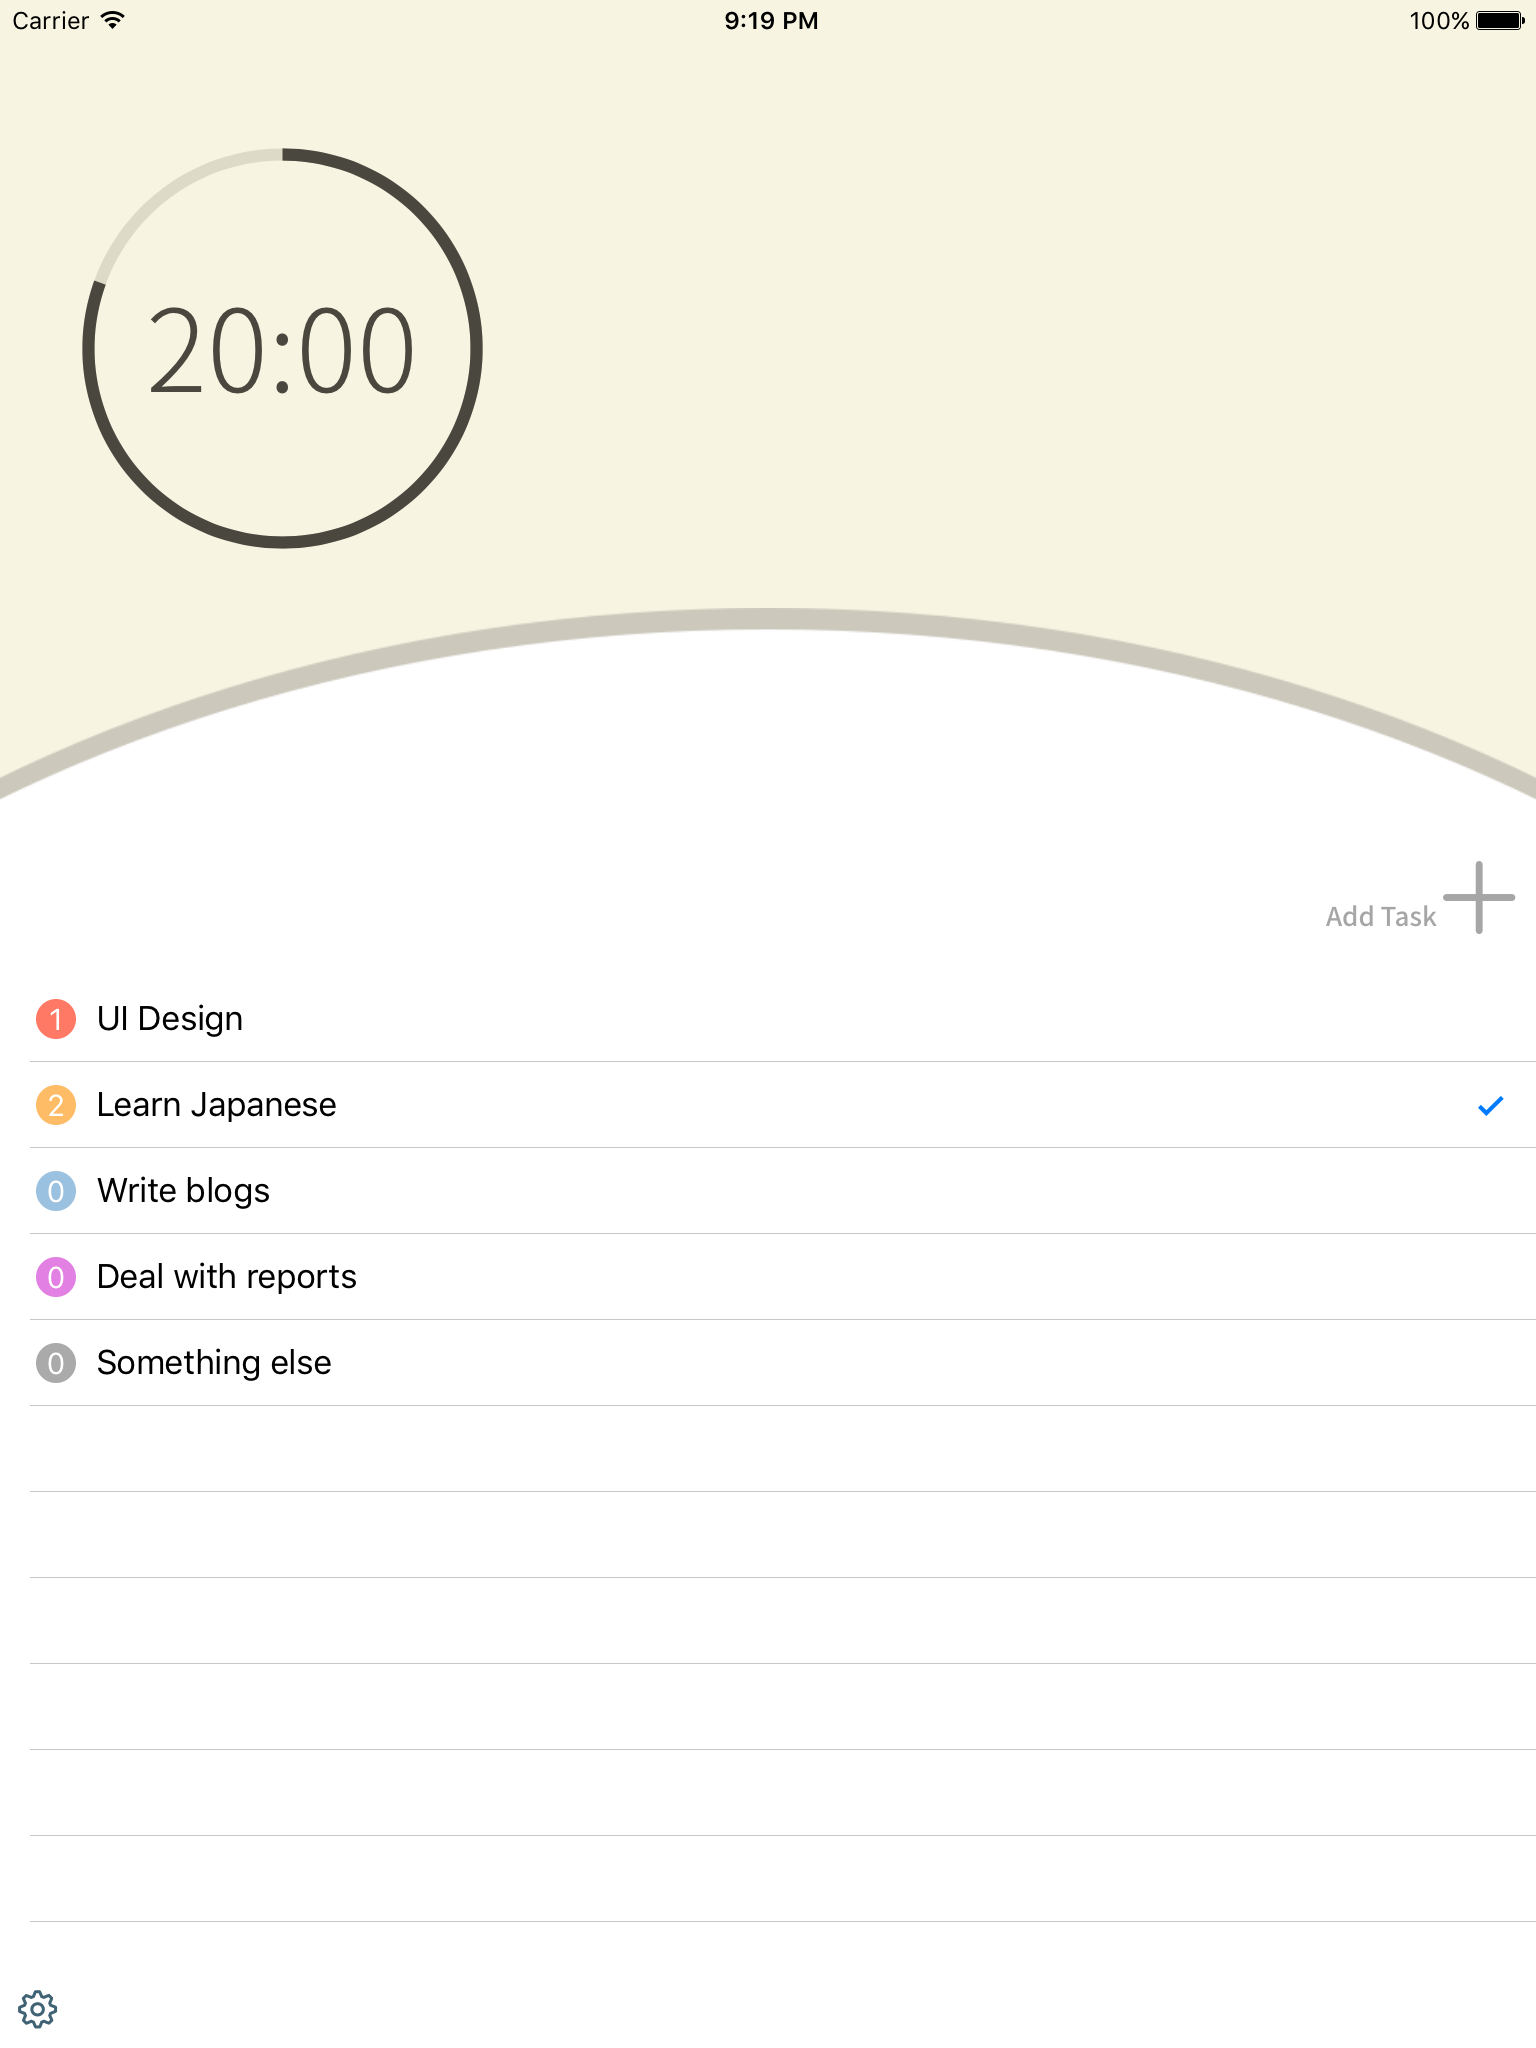 Carrier 9:19 PM 100%
20:00
Add Task
1 UI Design
2 Learn Japanese
0 Write blogs
0 Deal with reports
0 Something else